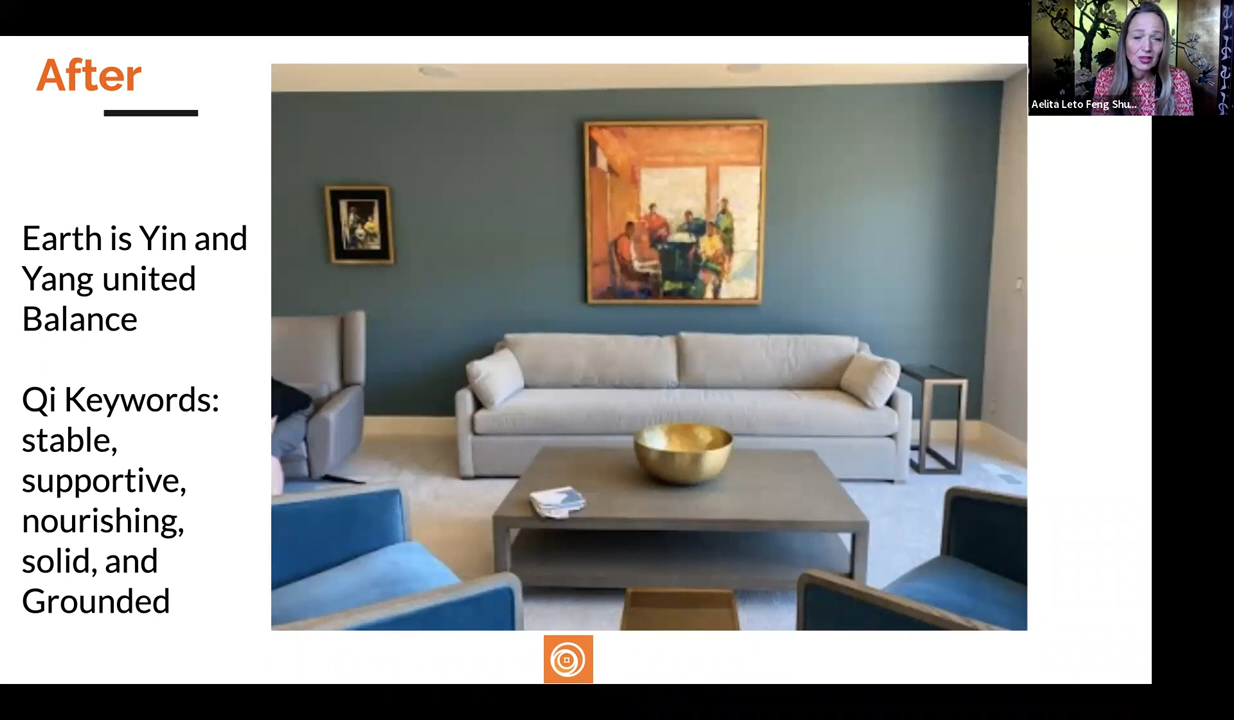 After
Earth is Yin and
Yang united
Balance
Qi Keywords:
stable,
supportive,
nourishing,
solid, and
Grounded
Aelita Leto Feng Shu...